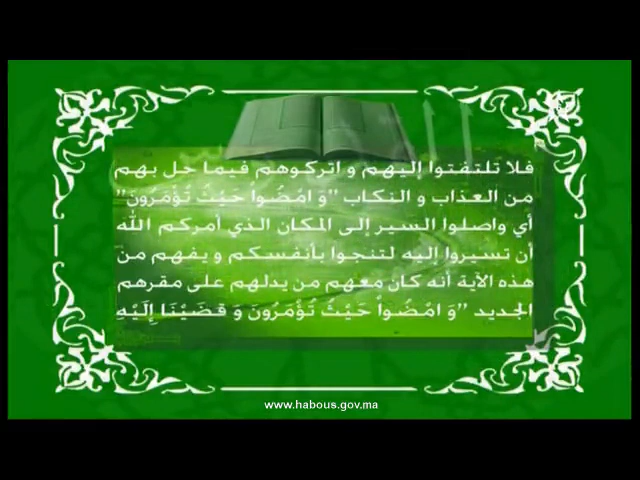 فلا تلتفتوا إليهم و اتركوهم فيما حل بهم
من العذاب و النكاب "وَ امْضُواْ حَيْثُ تُؤْمَرُونَ"
أي واصلوا السير إلى المكان الذي أمركم الله
أن تسيروا إليه لتنجوا بأنفسكم و يفهم من
هذه الآية أنه كان معهم من يدلهم على مقرهم
الجديد "وَ امْضُواْ حَيْثُ تُؤْمَرُونَ وَ قَضَيْنَا إِلَيْهِ
www.habous.gov.ma